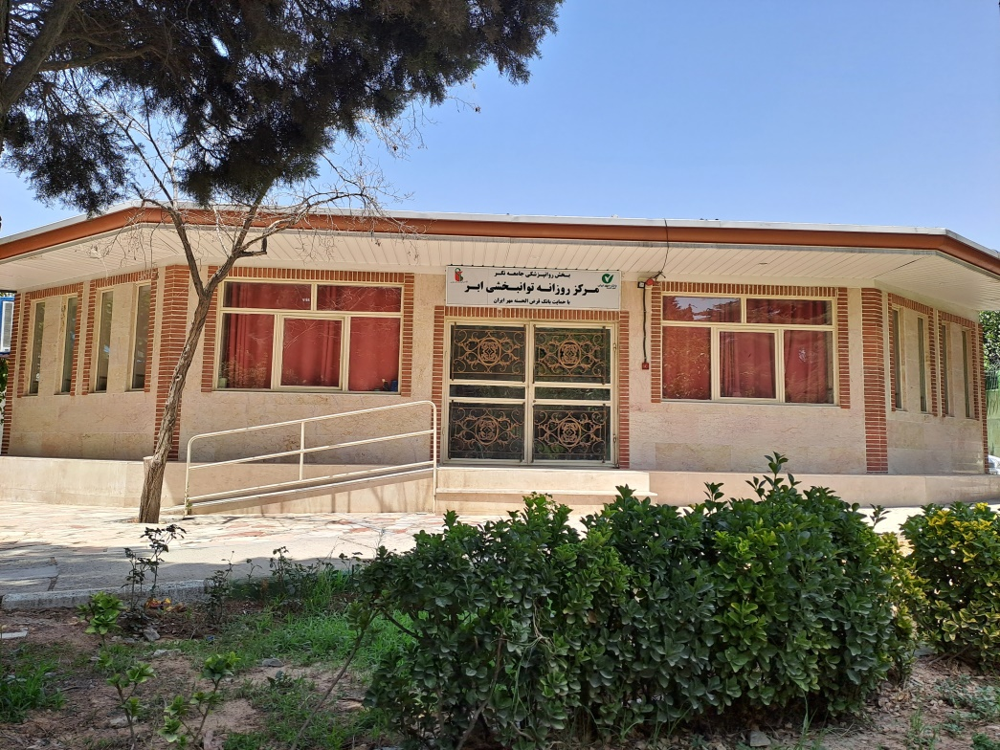 بخش روانپزشکی جامعه نگر
مرکز روزانه توانبخشی ابر
با حمایت بانک قرض الحسنه مهر ایران